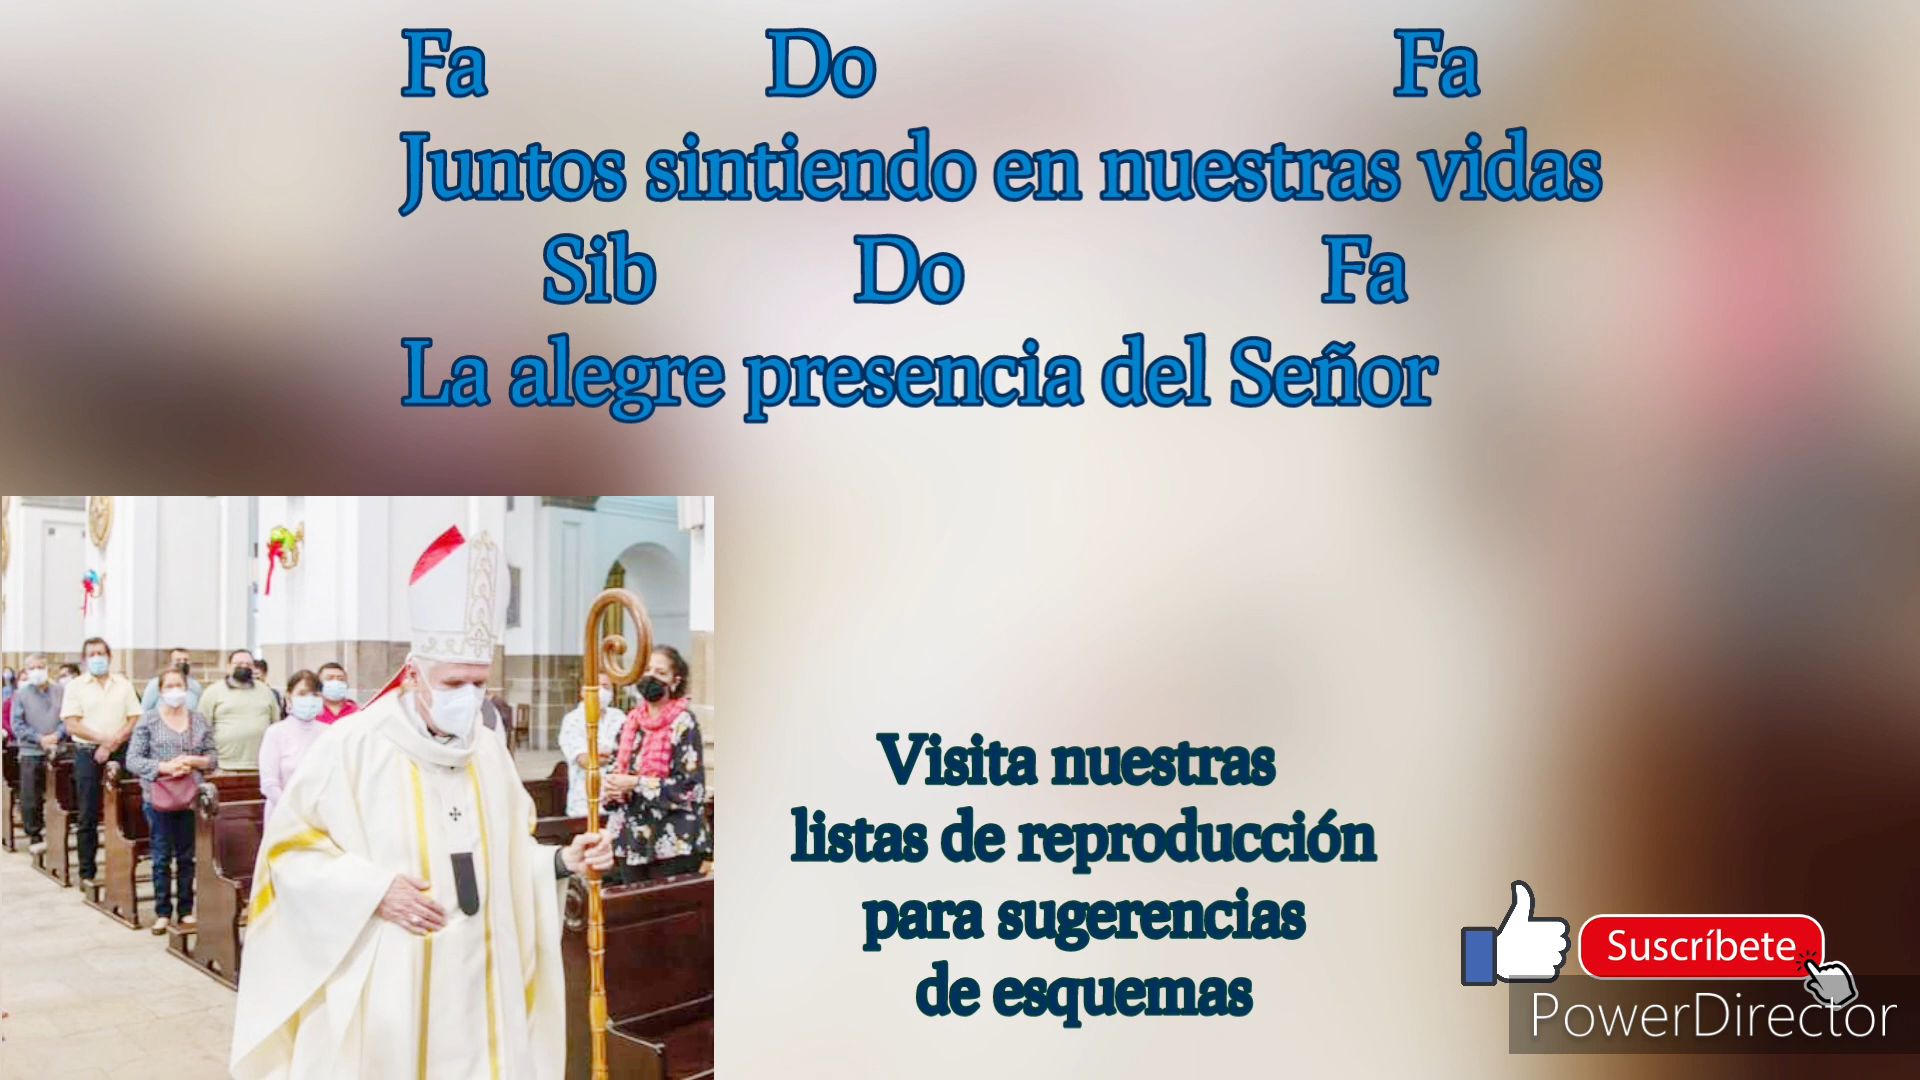 Fa Do Fa
Juntos sintiendo en nuestras vidas
Sib Do Fa
La alegre presencia del Señor
Visita nuestras
listas de reproducción
para sugerencias
de esquemas
Suscríbete
PowerDirector